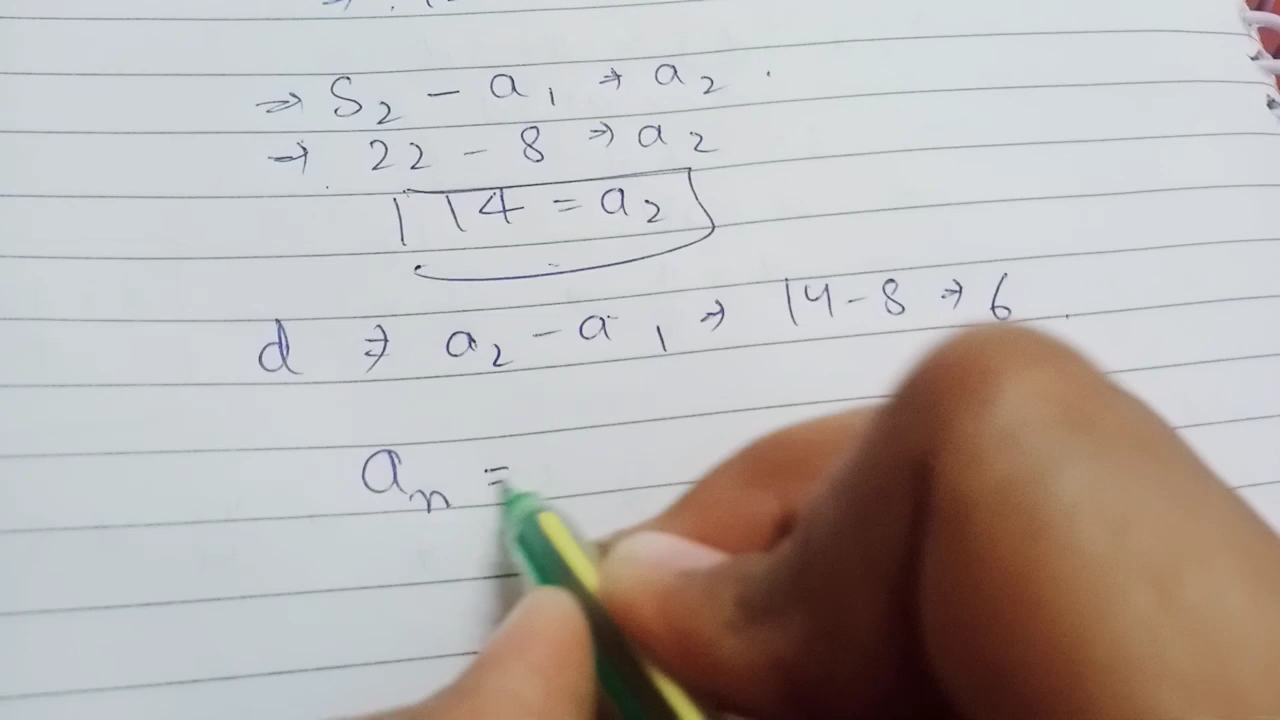 ⇒ S₂ - a₁ ⇒ a₂ .
⇒ 22 - 8 ⇒ a₂
14 = a₂
d ⇒ a₂ - a₁ ⇒ 14 - 8 ⇒ 6
aₙ =